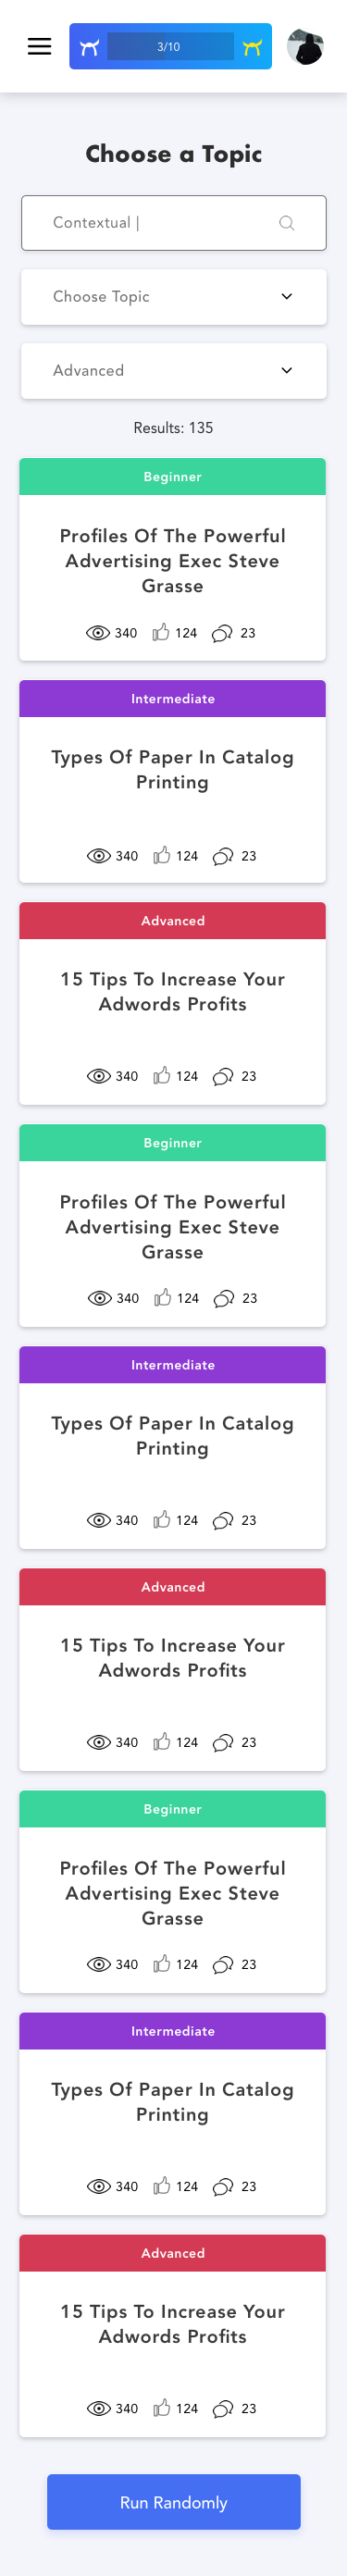 3/10
Choose a Topic
Contextual |
Choose Topic
Advanced
Results: 135
Beginner
Profiles Of The Powerful
Advertising Exec Steve
Grasse
340 124 23
Intermediate
Types Of Paper In Catalog
Printing
340 124 23
Advanced
15 Tips To Increase Your
Adwords Profits
340 124 23
Beginner
Profiles Of The Powerful
Advertising Exec Steve
Grasse
340 124 23
Intermediate
Types Of Paper In Catalog
Printing
340 124 23
Advanced
15 Tips To Increase Your
Adwords Profits
340 124 23
Beginner
Profiles Of The Powerful
Advertising Exec Steve
Grasse
340 124 23
Intermediate
Types Of Paper In Catalog
Printing
340 124 23
Advanced
15 Tips To Increase Your
Adwords Profits
340 124 23
Run Randomly